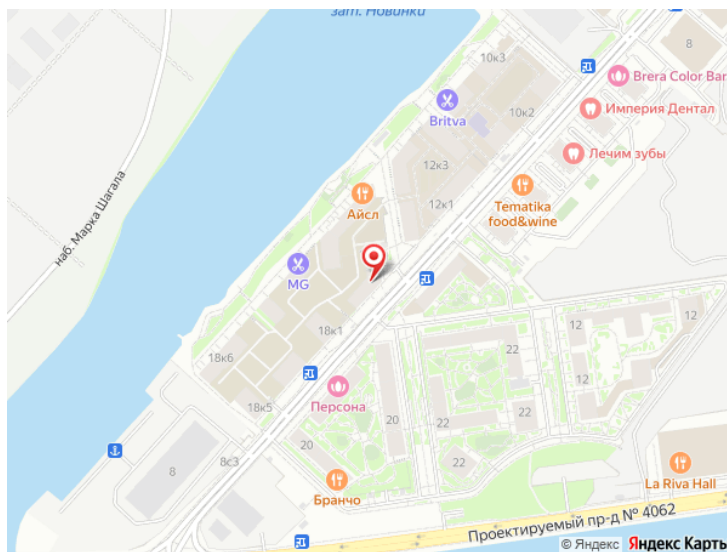 зат. Новинки
10к3
8
Brera Color Bar
Britva
10к2
Империя Дентал
12к3
Лечим зубы
Айсл
12к1
Tematika
food&wine
наб. Марка Шагала
MG
18к1
12
12
18к6
22
22
18к5
Персона
20
22
22
20
22
8с3
8
Бранчо
La Riva Hall
Проектируемый пр-д № 4062
© Яндекс Яндекс Карты